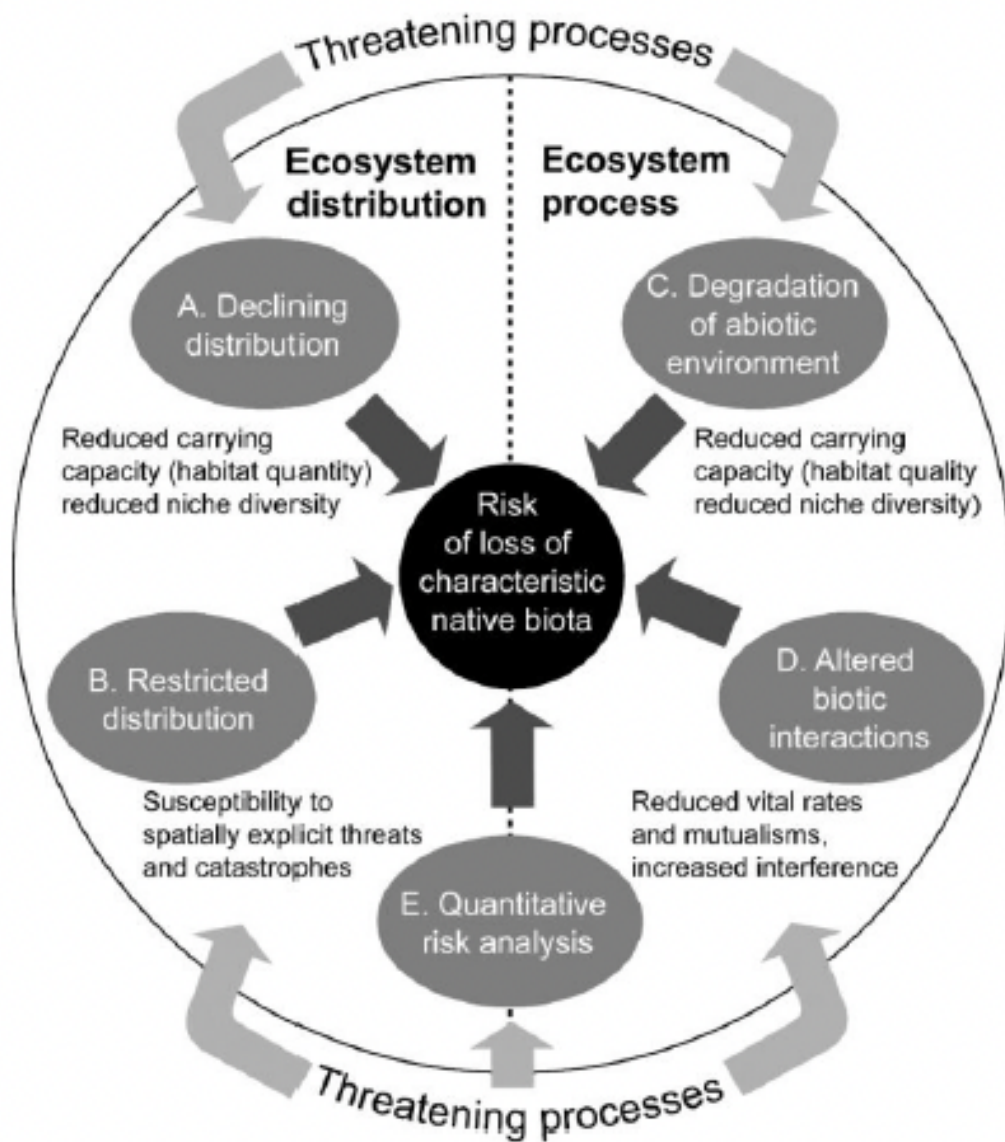 Threatening processes
Ecosystem
distribution
Ecosystem
process
A. Declining
distribution
C. Degradation
of abiotic
environment
Reduced carrying
capacity (habitat quantity)
reduced niche diversity
Reduced carrying
capacity (habitat quality
reduced niche diversity)
Risk
of loss of
characteristic
native biota
B. Restricted
distribution
D. Altered
biotic
interactions
Susceptibility to
spatially explicit threats
and catastrophes
Reduced vital rates
and mutualisms,
increased interference
E. Quantitative
risk analysis
Threatening processes